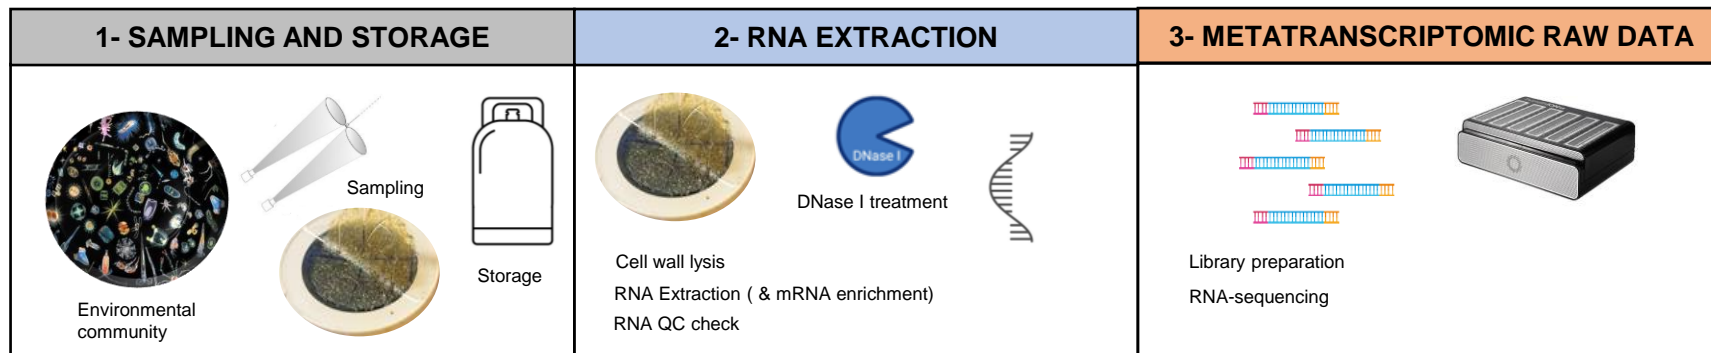 1- SAMPLING AND STORAGE
Sampling
Storage
Environmental
community
2- RNA EXTRACTION
DNase I
DNase I treatment
Cell wall lysis
RNA Extraction ( & mRNA enrichment)
RNA QC check
3- METATRANSCRIPTOMIC RAW DATA
Library preparation
RNA-sequencing